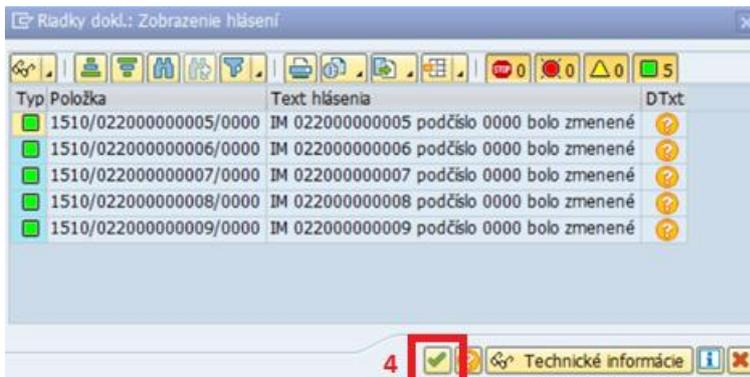 Riadky dokl.: Zobrazenie hlásení
STOP 0 0 0 5
Typ Položka Text hlásenia DTxt
1510/022000000005/0000 IM 022000000005 podčíslo 0000 bolo zmenené
1510/022000000006/0000 IM 022000000006 podčíslo 0000 bolo zmenené
1510/022000000007/0000 IM 022000000007 podčíslo 0000 bolo zmenené
1510/022000000008/0000 IM 022000000008 podčíslo 0000 bolo zmenené
1510/022000000009/0000 IM 022000000009 podčíslo 0000 bolo zmenené
4 Technické informácie